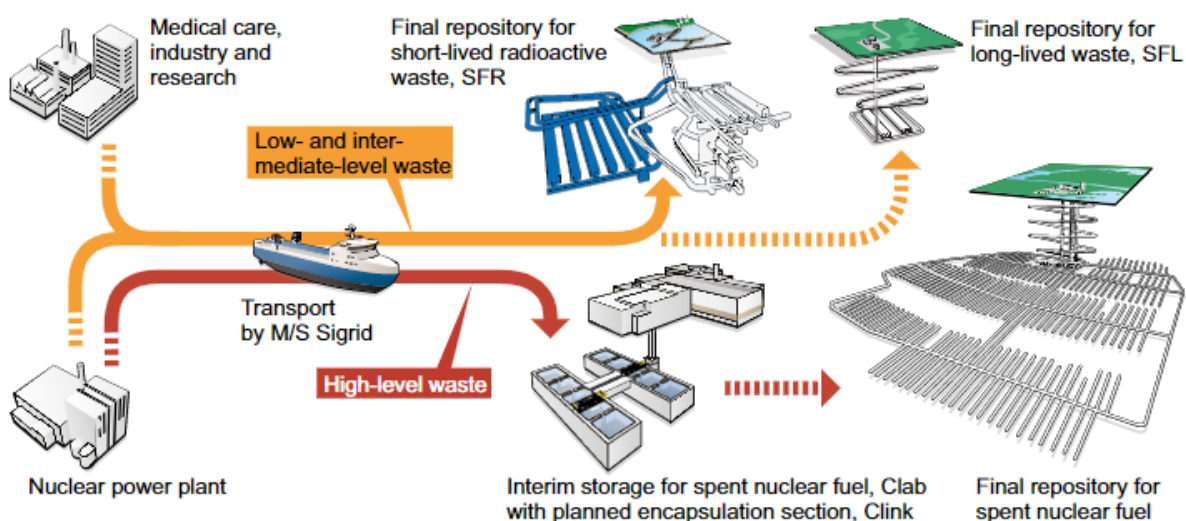 Medical care,
industry and
research
Final repository for
short-lived radioactive
waste, SFR
Final repository for
long-lived waste, SFL
Low- and inter-
mediate-level waste
Transport
by M/S Sigrid
High-level waste
Nuclear power plant
Interim storage for spent nuclear fuel, Clab
with planned encapsulation section, Clink
Final repository for
spent nuclear fuel